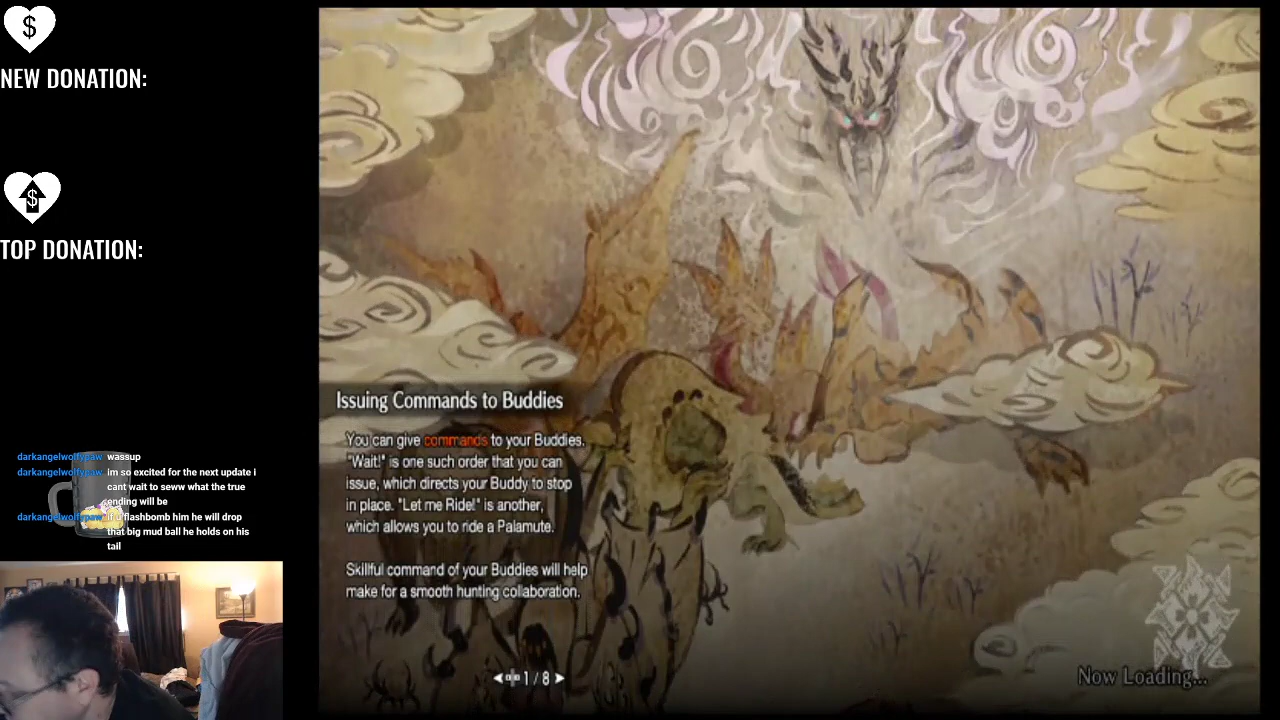 $
NEW DONATION:
$
TOP DONATION:
darkangelwolfypaw wassup
darkangelwolfypaw im so excited for the next update i
cant wait to seww what the true
ending will be
darkangelwolfypaw if u flashbomb him he will drop
that big mud ball he holds on his
tail
Issuing Commands to Buddies
You can give commands to your Buddies.
"Wait!" is one such order that you can
issue, which directs your Buddy to stop
in place. "Let me Ride!" is another,
which allows you to ride a Palamute.
Skillful command of your Buddies will help
make for a smooth hunting collaboration.
1 / 8
Now Loading...